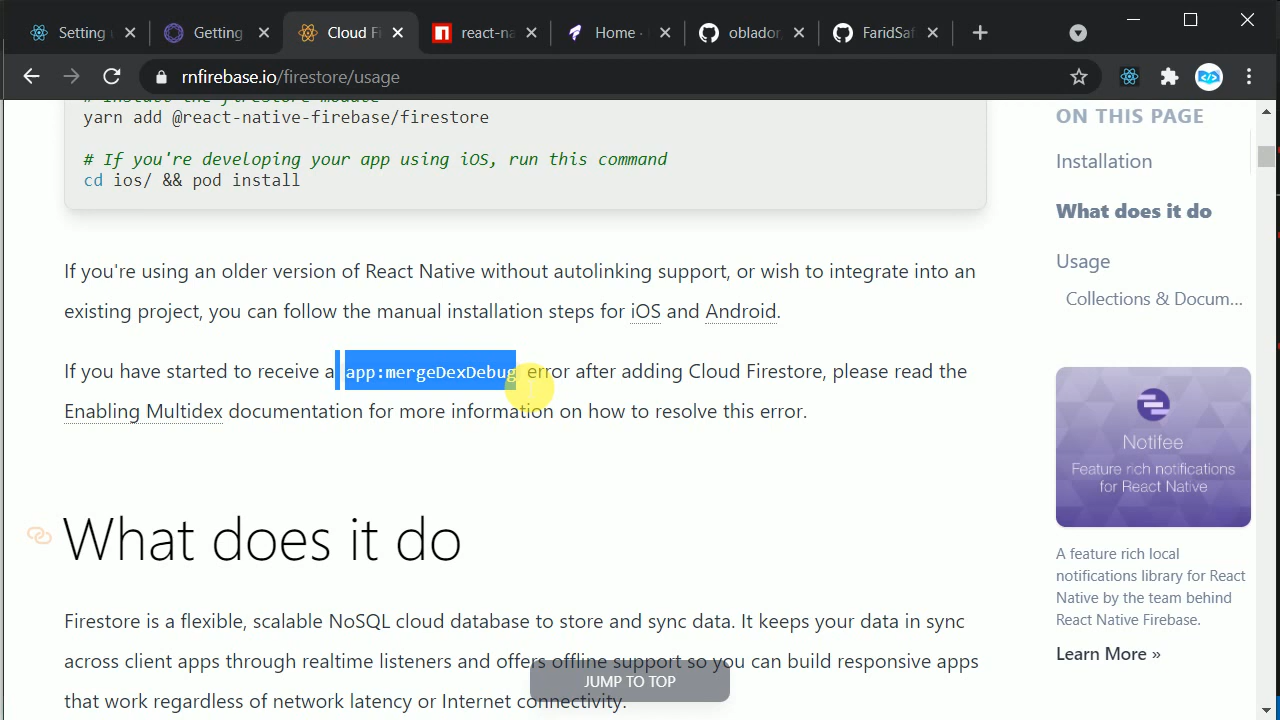 Setting
Getting
Cloud Fi
react-na
Home ·
oblador
FaridSaf
rnfirebase.io/firestore/usage
# Install the firestore module
yarn add @react-native-firebase/firestore
# If you're developing your app using iOS, run this command
cd ios/ && pod install
If you're using an older version of React Native without autolinking support, or wish to integrate into an
existing project, you can follow the manual installation steps for iOS and Android.
If you have started to receive a app:mergeDexDebug error after adding Cloud Firestore, please read the
Enabling Multidex documentation for more information on how to resolve this error.
What does it do
Firestore is a flexible, scalable NoSQL cloud database to store and sync data. It keeps your data in sync
across client apps through realtime listeners and offers offline support so you can build responsive apps
that work regardless of network latency or Internet connectivity.
JUMP TO TOP
ON THIS PAGE
Installation
What does it do
Usage
Collections & Docum...
Notifee
Feature rich notifications
for React Native
A feature rich local
notifications library for React
Native by the team behind
React Native Firebase.
Learn More »